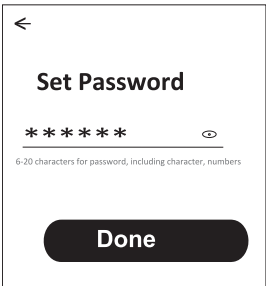 Set Password
******
6-20 characters for password, including character, numbers
Done